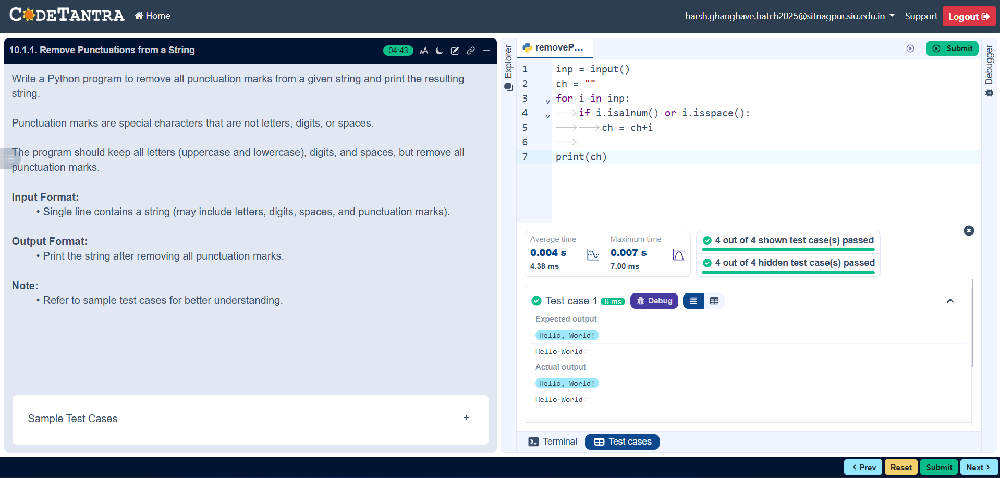 CODETANTRA Home harsh.ghaoghave.batch2025@sitnagpur.siu.edu.in Support Logout
10.1.1. Remove Punctuations from a String 04:43
Write a Python program to remove all punctuation marks from a given string and print the resulting
string.
Punctuation marks are special characters that are not letters, digits, or spaces.
The program should keep all letters (uppercase and lowercase), digits, and spaces, but remove all
punctuation marks.
Input Format:
• Single line contains a string (may include letters, digits, spaces, and punctuation marks).
Output Format:
• Print the string after removing all punctuation marks.
Note:
• Refer to sample test cases for better understanding.
Sample Test Cases +
Explorer
removeP...
Submit
Debugger
1 inp = input()
2 ch = ""
3 for i in inp:
4 if i.isalnum() or i.isspace():
5 ch = ch+i
6
7 print(ch)
Average time
0.004 s
4.38 ms
Maximum time
0.007 s
7.00 ms
4 out of 4 shown test case(s) passed
4 out of 4 hidden test case(s) passed
Test case 1 6 ms Debug
Expected output
Hello, World!
Hello World
Actual output
Hello, World!
Hello World
Terminal Test cases
Prev Reset Submit Next